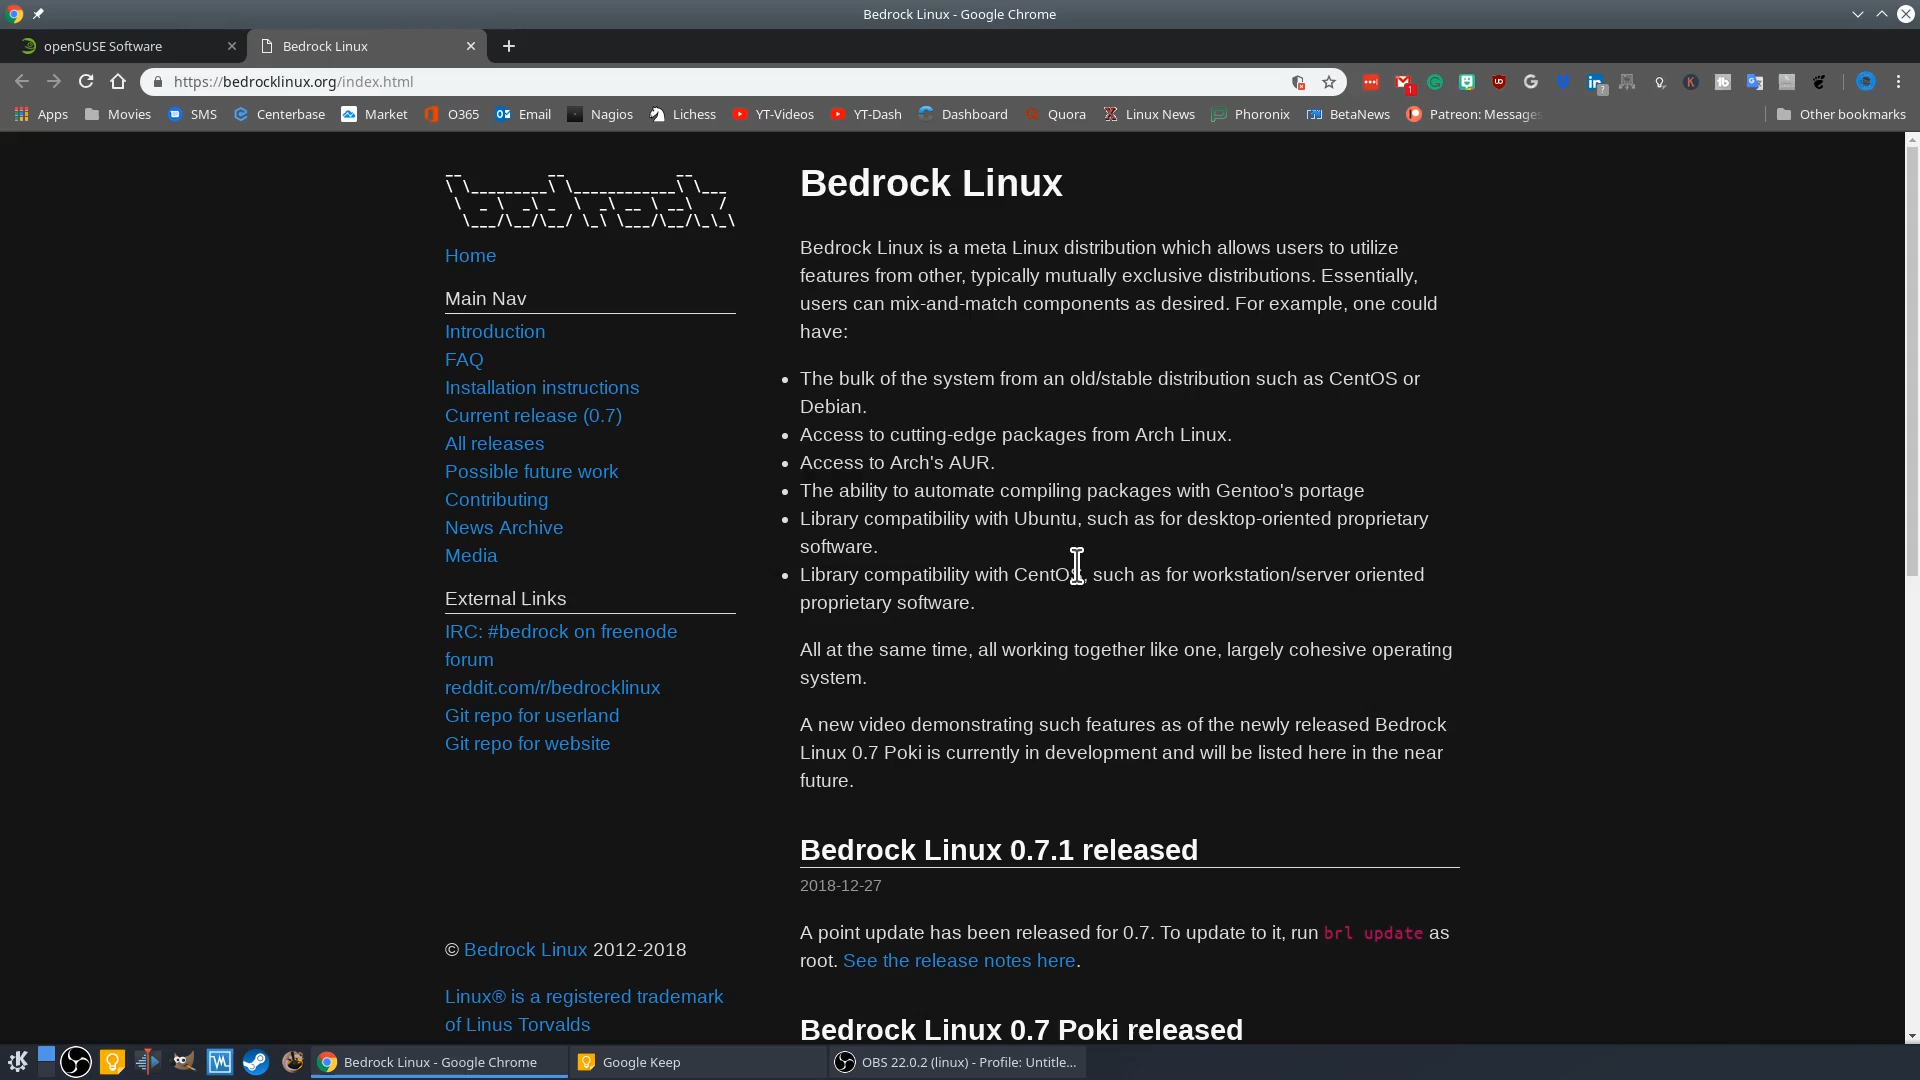 Bedrock Linux - Google Chrome
openSUSE Software
Bedrock Linux
https://bedrocklinux.org/index.html
Apps
Movies
SMS
Centerbase
Market
O365
Email
Nagios
Lichess
YT-Videos
YT-Dash
Dashboard
Quora
Linux News
Phoronix
BetaNews
Patreon: Messages
Other bookmarks
Home
Main Nav
Introduction
FAQ
Installation instructions
Current release (0.7)
All releases
Possible future work
Contributing
News Archive
Media
External Links
IRC: #bedrock on freenode
forum
reddit.com/r/bedrocklinux
Git repo for userland
Git repo for website
© Bedrock Linux 2012-2018
Linux® is a registered trademark
of Linus Torvalds
Bedrock Linux
Bedrock Linux is a meta Linux distribution which allows users to utilize
features from other, typically mutually exclusive distributions. Essentially,
users can mix-and-match components as desired. For example, one could
have:
• The bulk of the system from an old/stable distribution such as CentOS or
Debian.
• Access to cutting-edge packages from Arch Linux.
• Access to Arch's AUR.
• The ability to automate compiling packages with Gentoo's portage
• Library compatibility with Ubuntu, such as for desktop-oriented proprietary
software.
• Library compatibility with CentOS, such as for workstation/server oriented
proprietary software.
All at the same time, all working together like one, largely cohesive operating
system.
A new video demonstrating such features as of the newly released Bedrock
Linux 0.7 Poki is currently in development and will be listed here in the near
future.
Bedrock Linux 0.7.1 released
2018-12-27
A point update has been released for 0.7. To update to it, run brl update as
root. See the release notes here.
Bedrock Linux 0.7 Poki released
Bedrock Linux - Google Chrome
Google Keep
OBS 22.0.2 (linux) - Profile: Untitle...